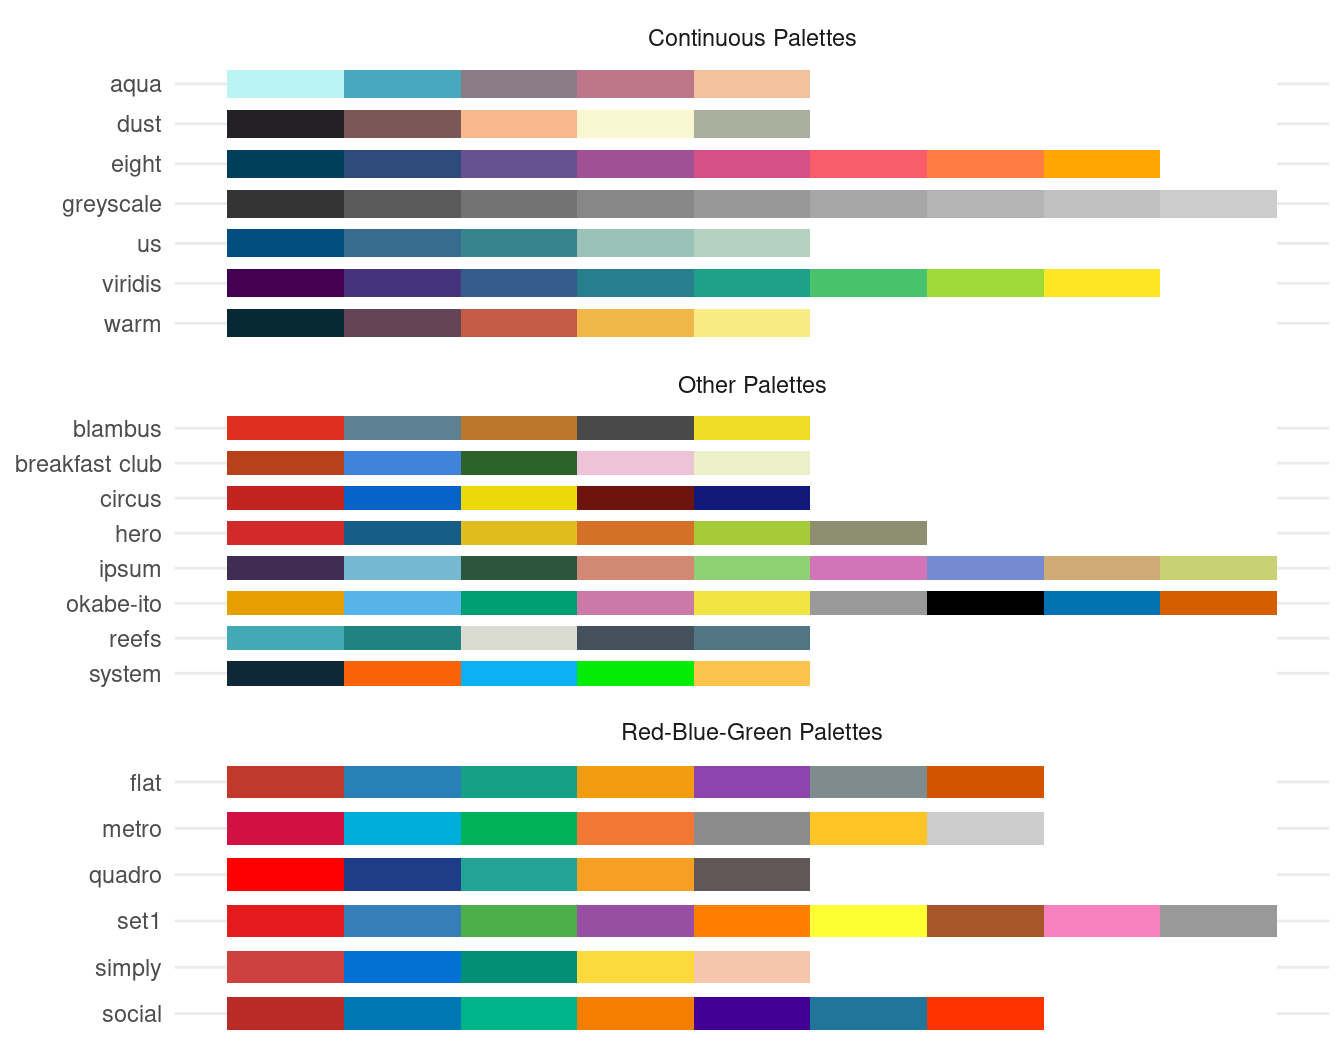 Continuous Palettes
aqua
dust
eight
greyscale
us
viridis
warm
Other Palettes
blambus
breakfast club
circus
hero
ipsum
okabe-ito
reefs
system
Red-Blue-Green Palettes
flat
metro
quadro
set1
simply
social